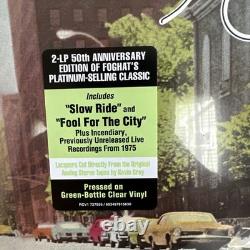 2-LP 50TH ANNIVERSARY
EDITION OF FOGHAT'S
PLATINUM-SELLING CLASSIC
Includes
"Slow Ride" and
"Fool For The City"
Plus Incendiary,
Previously Unreleased Live
Recordings From 1975
Lacquers Cut Directly From the Original
Analog Stereo Tapes by Kevin Gray
Pressed on
Green-Bottle Clear Vinyl